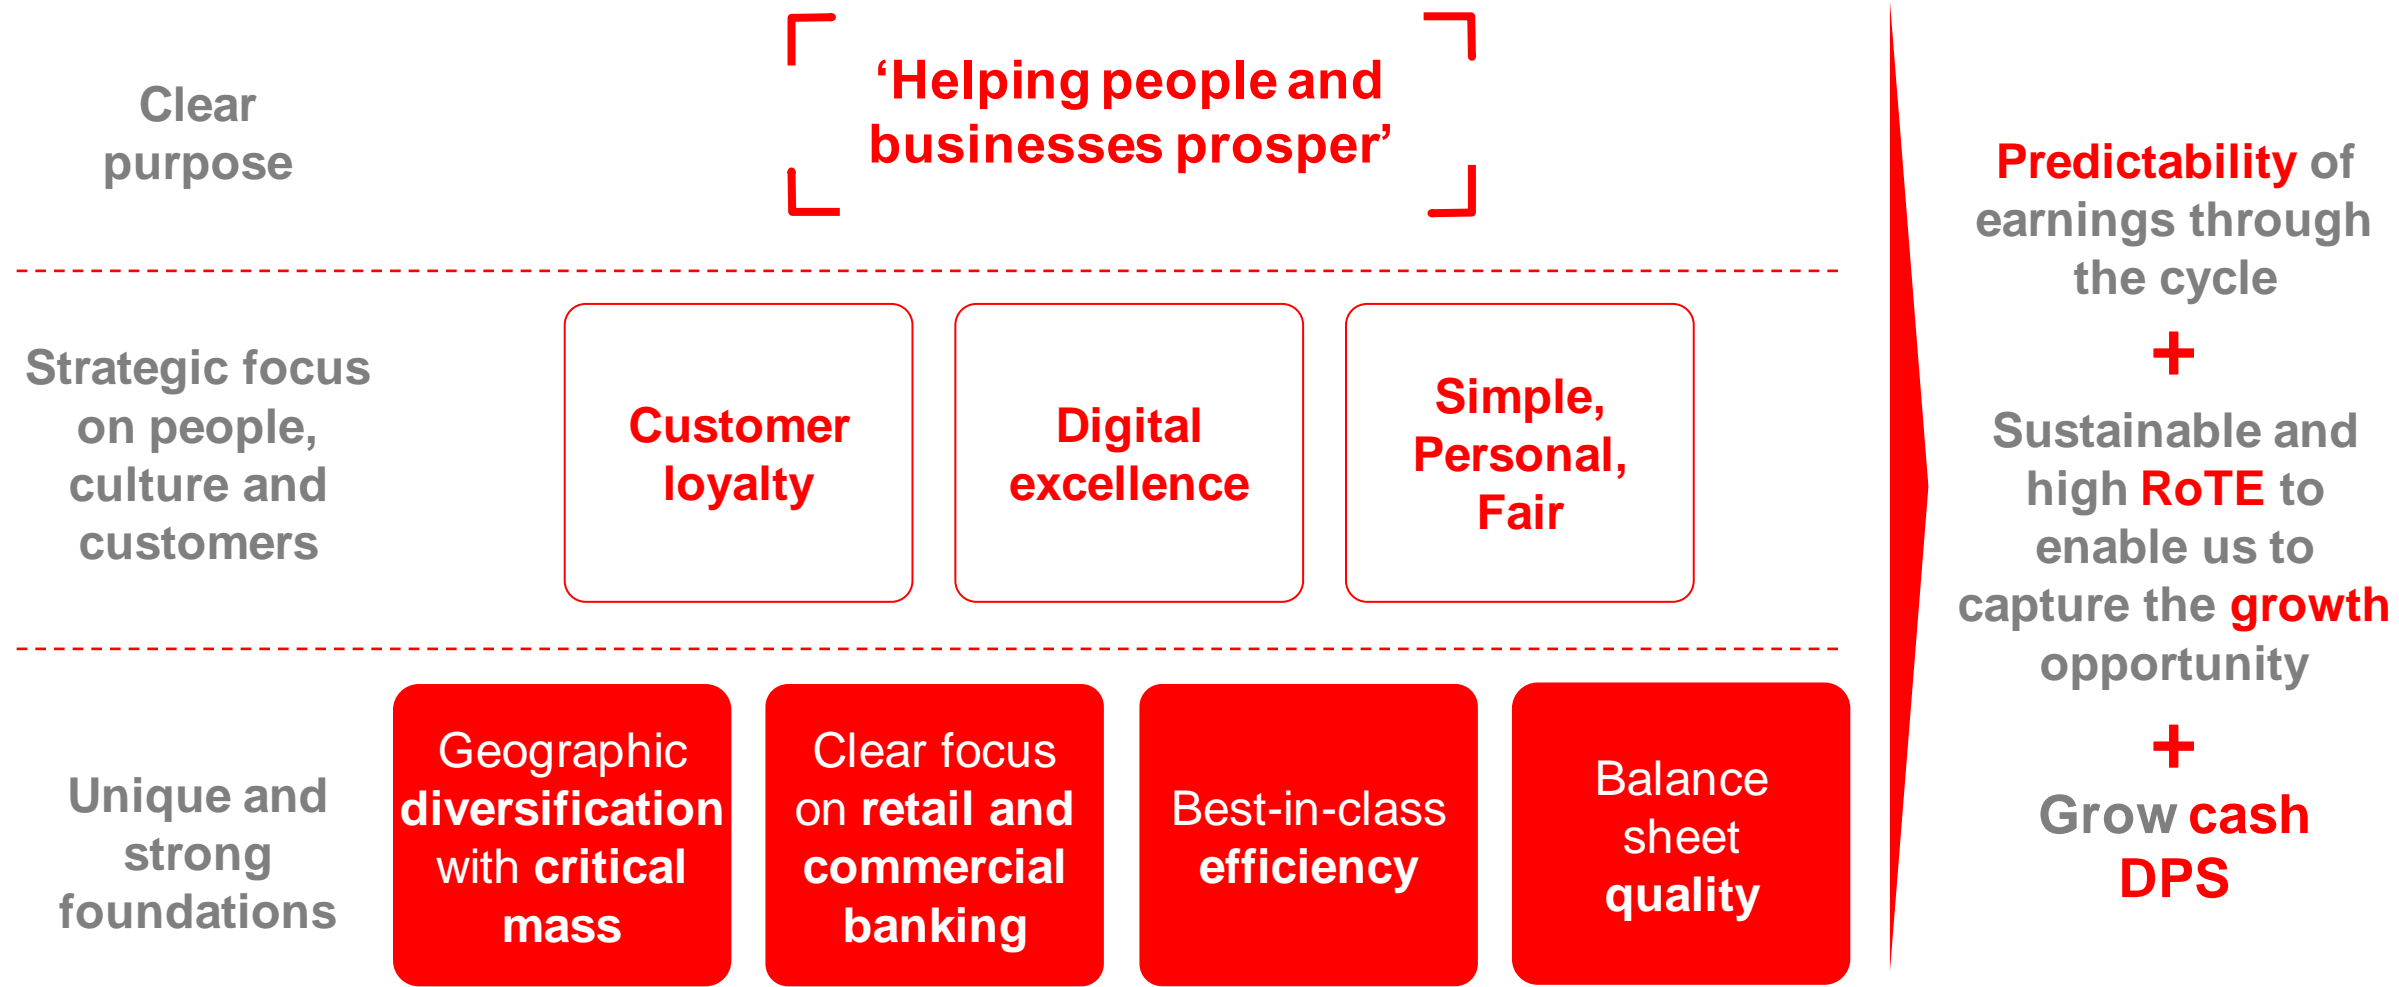 Clear
purpose
‘Helping people and
businesses prosper’
Strategic focus
on people,
culture and
customers
Customer
loyalty
Digital
excellence
Simple,
Personal,
Fair
Unique and
strong
foundations
Geographic
diversification
with critical
mass
Clear focus
on retail and
commercial
banking
Best-in-class
efficiency
Balance
sheet
quality
Predictability of
earnings through
the cycle
+
Sustainable and
high RoTE to
enable us to
capture the growth
opportunity
+
Grow cash
DPS